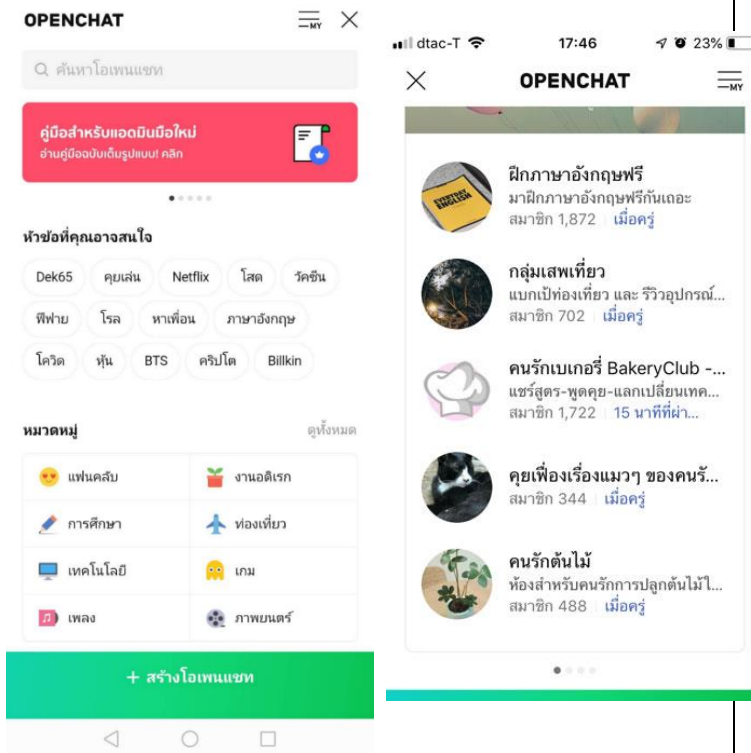 OPENCHAT
MY
ค้นหาโอเพนแชท
คู่มือสำหรับแอดมินมือใหม่
อ่านคู่มือฉบับเต็มรูปแบบ! คลิก
หัวข้อที่คุณอาจสนใจ
Dek65 คุยเล่น Netflix โสด วัคซีน
ฟีฟาย โรล หาเพื่อน ภาษาอังกฤษ
โควิด หุ้น BTS คริปโต Billkin
หมวดหมู่ ดูทั้งหมด
แฟนคลับ งานอดิเรก
การศึกษา ท่องเที่ยว
เทคโนโลยี เกม
เพลง ภาพยนตร์
+ สร้างโอเพนแชท
dtac-T 17:46 23%
OPENCHAT
MY
EVERYDAY
ENGLISH
ฝึกภาษาอังกฤษฟรี
มาฝึกภาษาอังกฤษฟรีกันเถอะ
สมาชิก 1,872 เมื่อครู่
กลุ่มเสพเที่ยว
แบกเป้ท่องเที่ยว และ รีวิวอุปกรณ์...
สมาชิก 702 เมื่อครู่
คนรักเบเกอรี่ BakeryClub -...
แชร์สูตร-พูดคุย-แลกเปลี่ยนเทค...
สมาชิก 1,722 15 นาทีที่ผ่า...
คุยเฟื่องเรื่องแมวๆ ของคนรั...
สมาชิก 344 เมื่อครู่
คนรักต้นไม้
ห้องสำหรับคนรักการปลูกต้นไม้ใ...
สมาชิก 488 เมื่อครู่